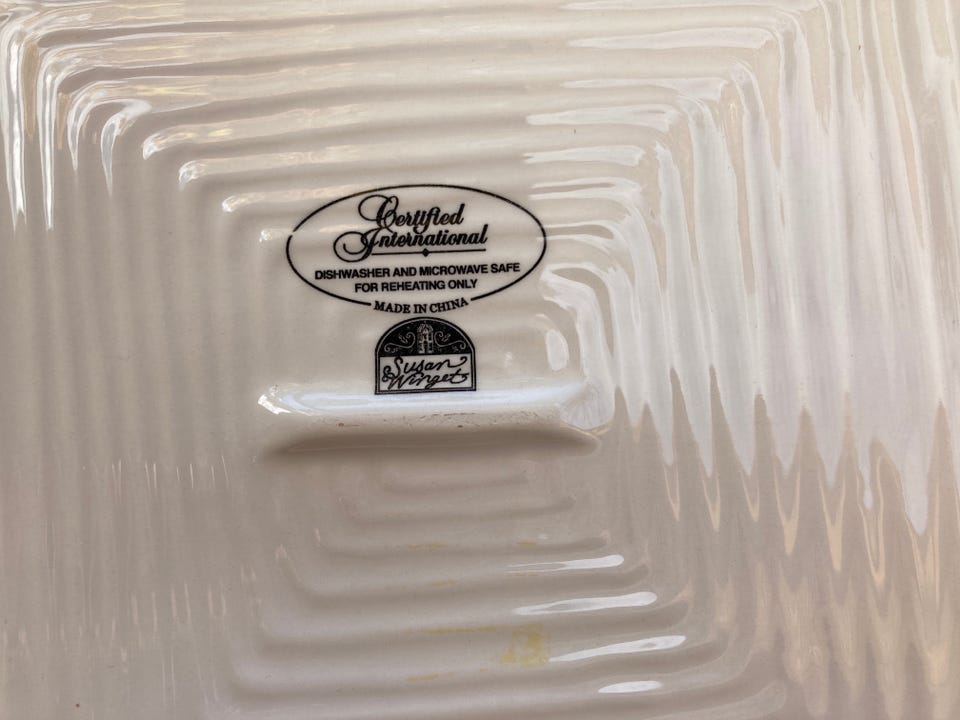 Certified
International
DISHWASHER AND MICROWAVE SAFE
FOR REHEATING ONLY
MADE IN CHINA
Susan
Winget